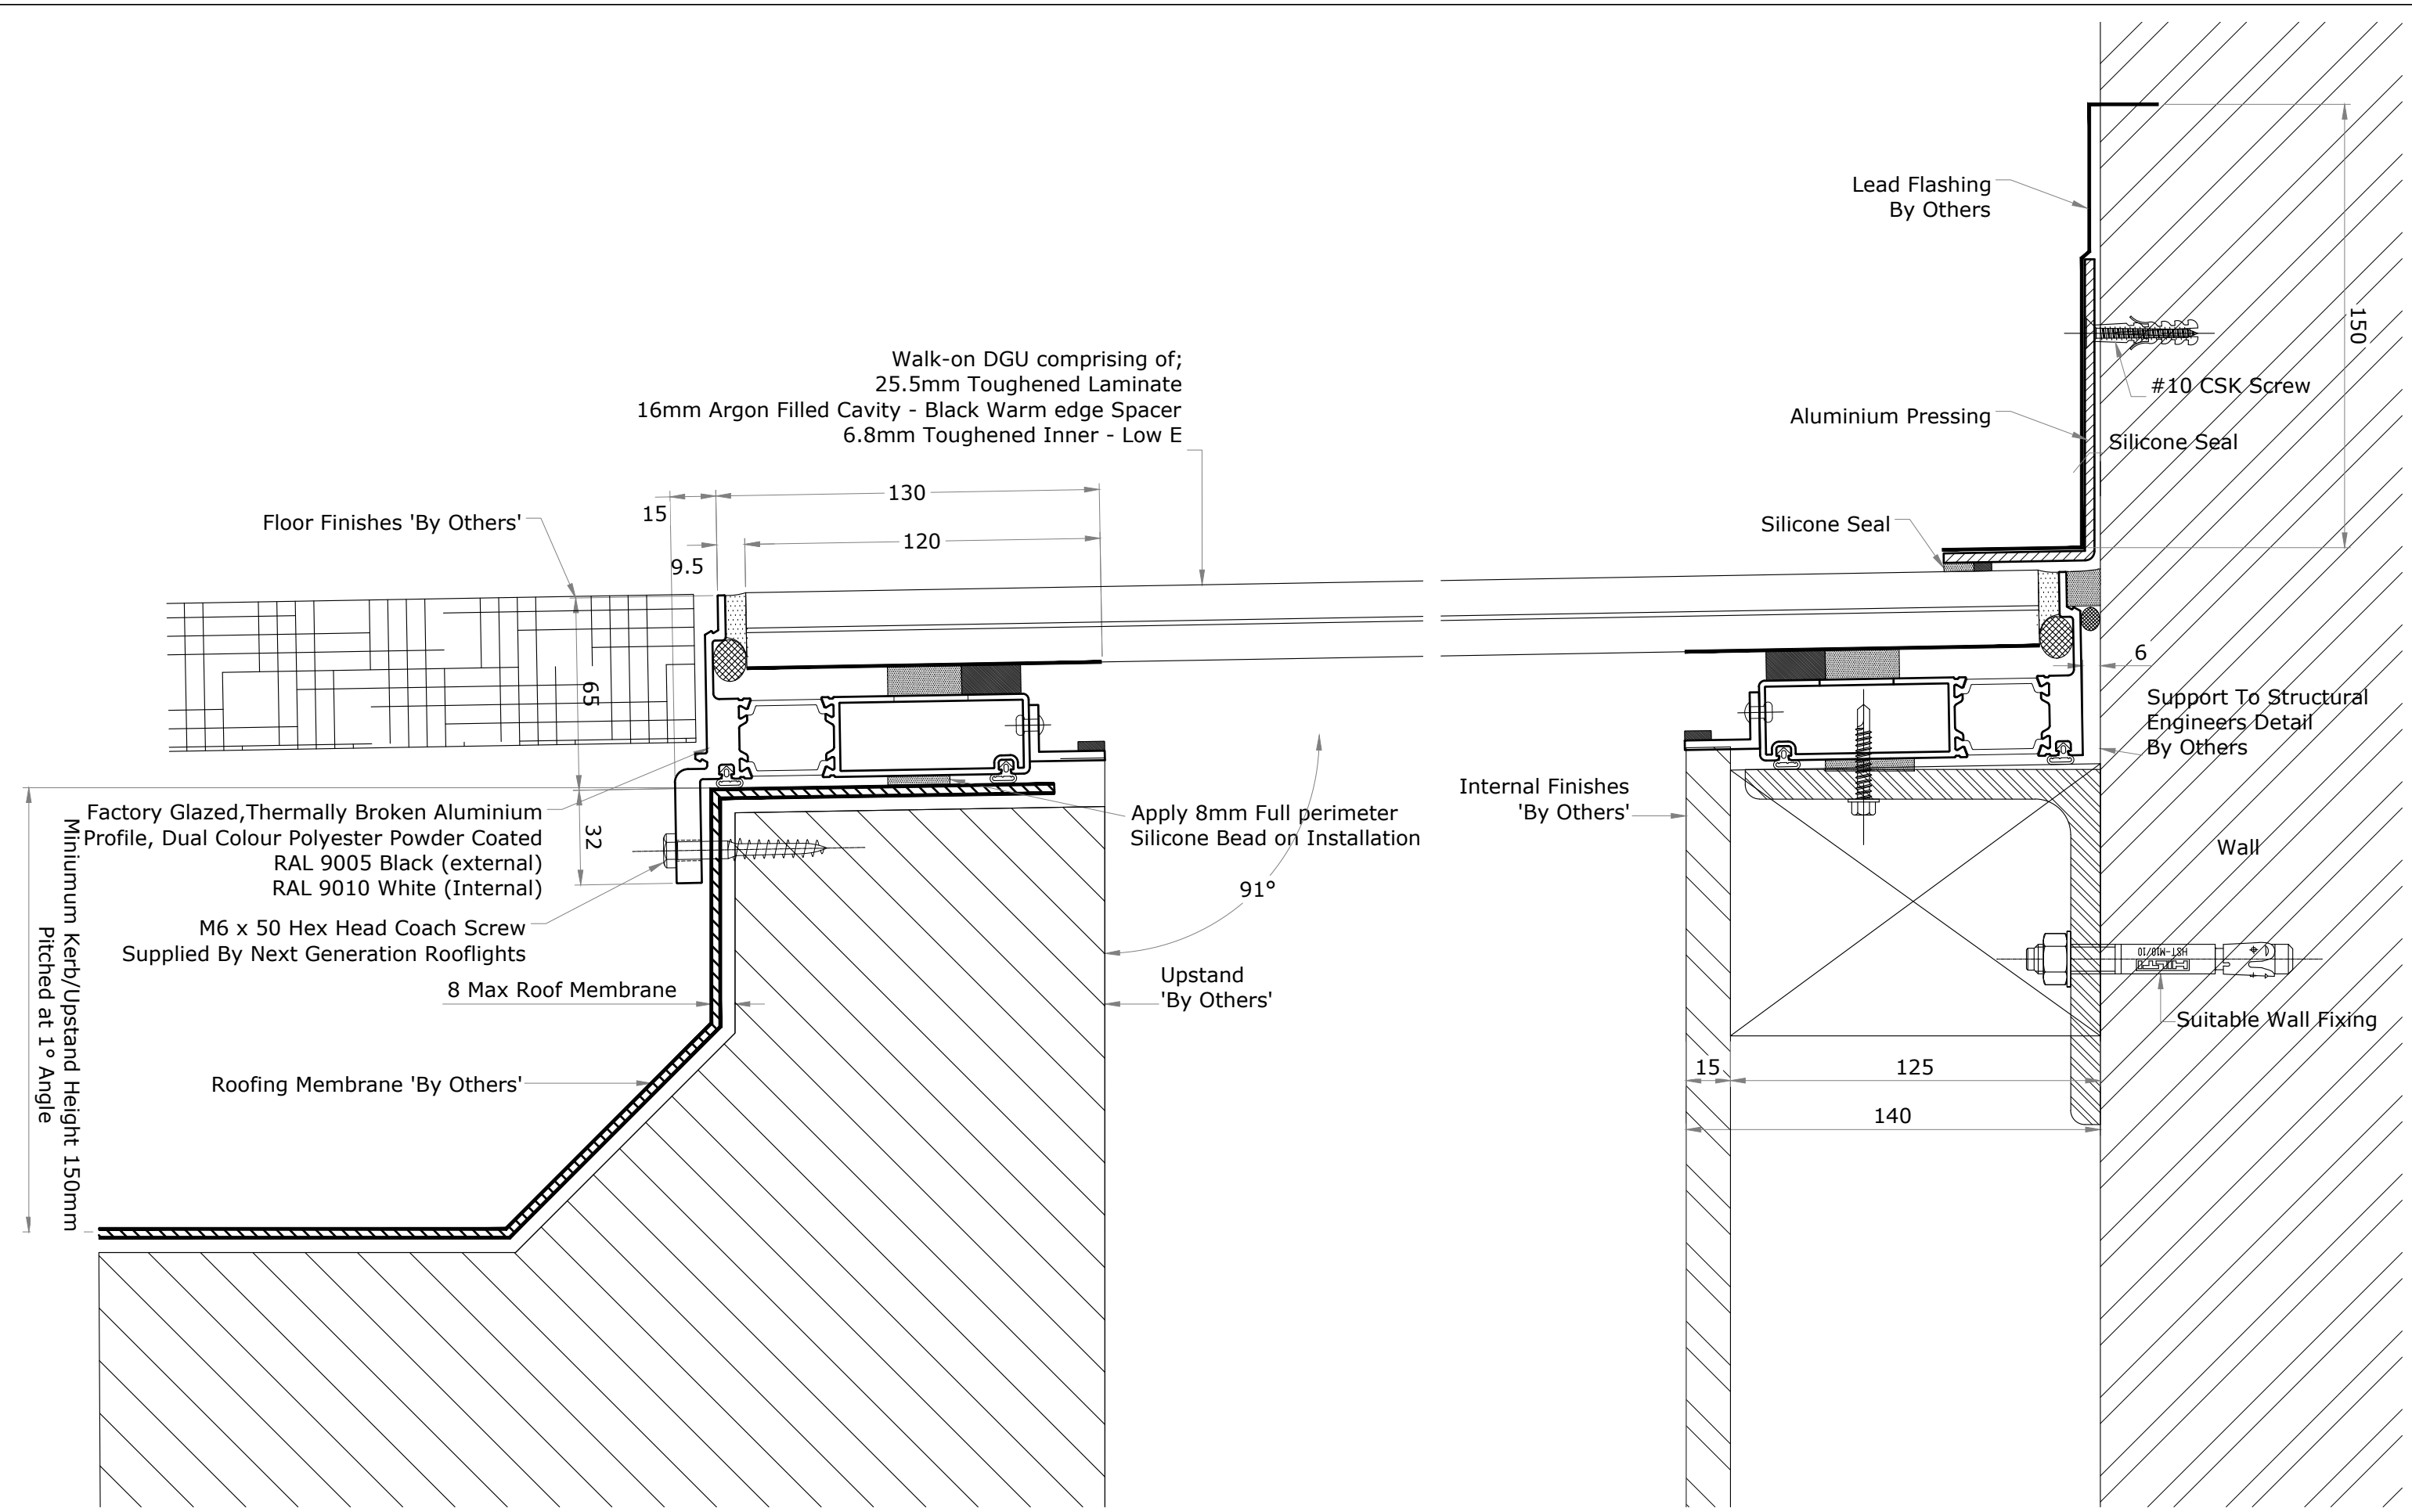 Lead Flashing
By Others
150
#10 CSK Screw
Aluminium Pressing
Silicone Seal
Silicone Seal
Walk-on DGU comprising of;
25.5mm Toughened Laminate
16mm Argon Filled Cavity - Black Warm edge Spacer
6.8mm Toughened Inner - Low E
130
15
120
9.5
Floor Finishes 'By Others'
65
32
6
Support To Structural
Engineers Detail
By Others
Factory Glazed,Thermally Broken Aluminium
Profile, Dual Colour Polyester Powder Coated
RAL 9005 Black (external)
RAL 9010 White (Internal)
M6 x 50 Hex Head Coach Screw
Supplied By Next Generation Rooflights
Miniumum Kerb/Upstand Height 150mm
Pitched at 1° Angle
8 Max Roof Membrane
Roofing Membrane 'By Others'
Apply 8mm Full perimeter
Silicone Bead on Installation
91°
Upstand
'By Others'
Internal Finishes
'By Others'
Wall
HST-M10/10
Suitable Wall Fixing
15
125
140